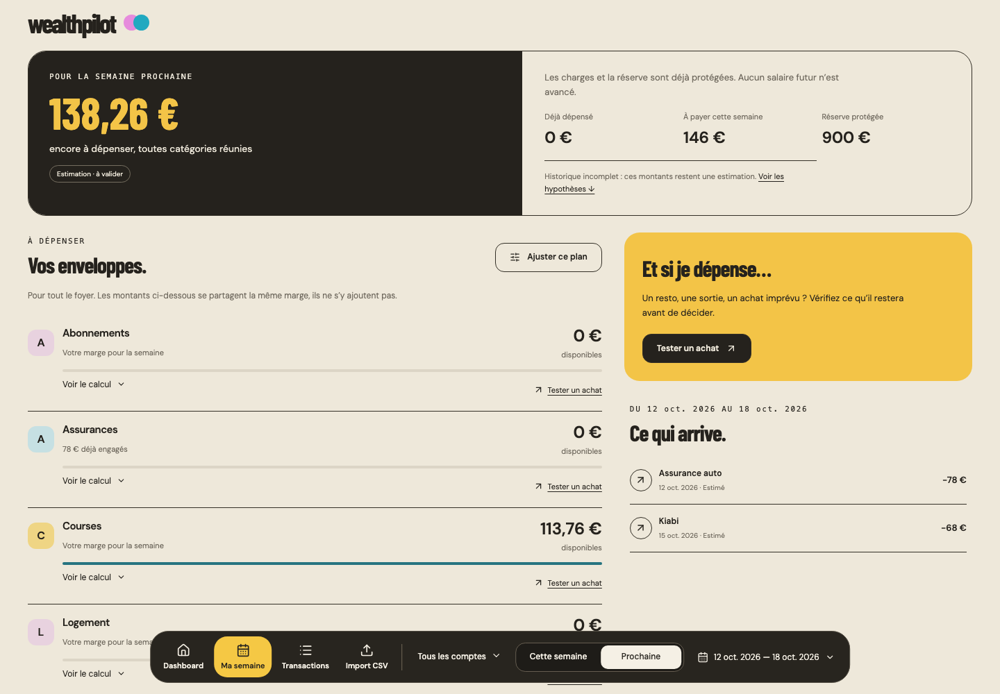 wealthpilot
POUR LA SEMAINE PROCHAINE
138,26 €
encore à dépenser, toutes catégories réunies
Estimation · à valider
Les charges et la réserve sont déjà protégées. Aucun salaire futur n’est
avancé.
Déjà dépensé
0 €
À payer cette semaine
146 €
Réserve protégée
900 €
Historique incomplet : ces montants restent une estimation. Voir les
hypothèses ↓
À DÉPENSER
Vos enveloppes.
Ajuster ce plan
Pour tout le foyer. Les montants ci-dessous se partagent la même marge, ils ne s’y ajoutent pas.
A
Abonnements
Votre marge pour la semaine
0 €
disponibles
Voir le calcul
Tester un achat
A
Assurances
78 € déjà engagés
0 €
disponibles
Voir le calcul
Tester un achat
C
Courses
Votre marge pour la semaine
113,76 €
disponibles
Voir le calcul
Tester un achat
L
Logement
Votre marge pour la sema
0 €
Voir le calcul
Et si je dépense…
Un resto, une sortie, un achat imprévu ? Vérifiez ce qu’il restera
avant de décider.
Tester un achat
DU 12 oct. 2026 AU 18 oct. 2026
Ce qui arrive.
Assurance auto
12 oct. 2026 · Estimé
-78 €
Kiabi
15 oct. 2026 · Estimé
-68 €
Dashboard
Ma semaine
Transactions
Import CSV
Tous les comptes
Cette semaine
Prochaine
12 oct. 2026 — 18 oct. 2026